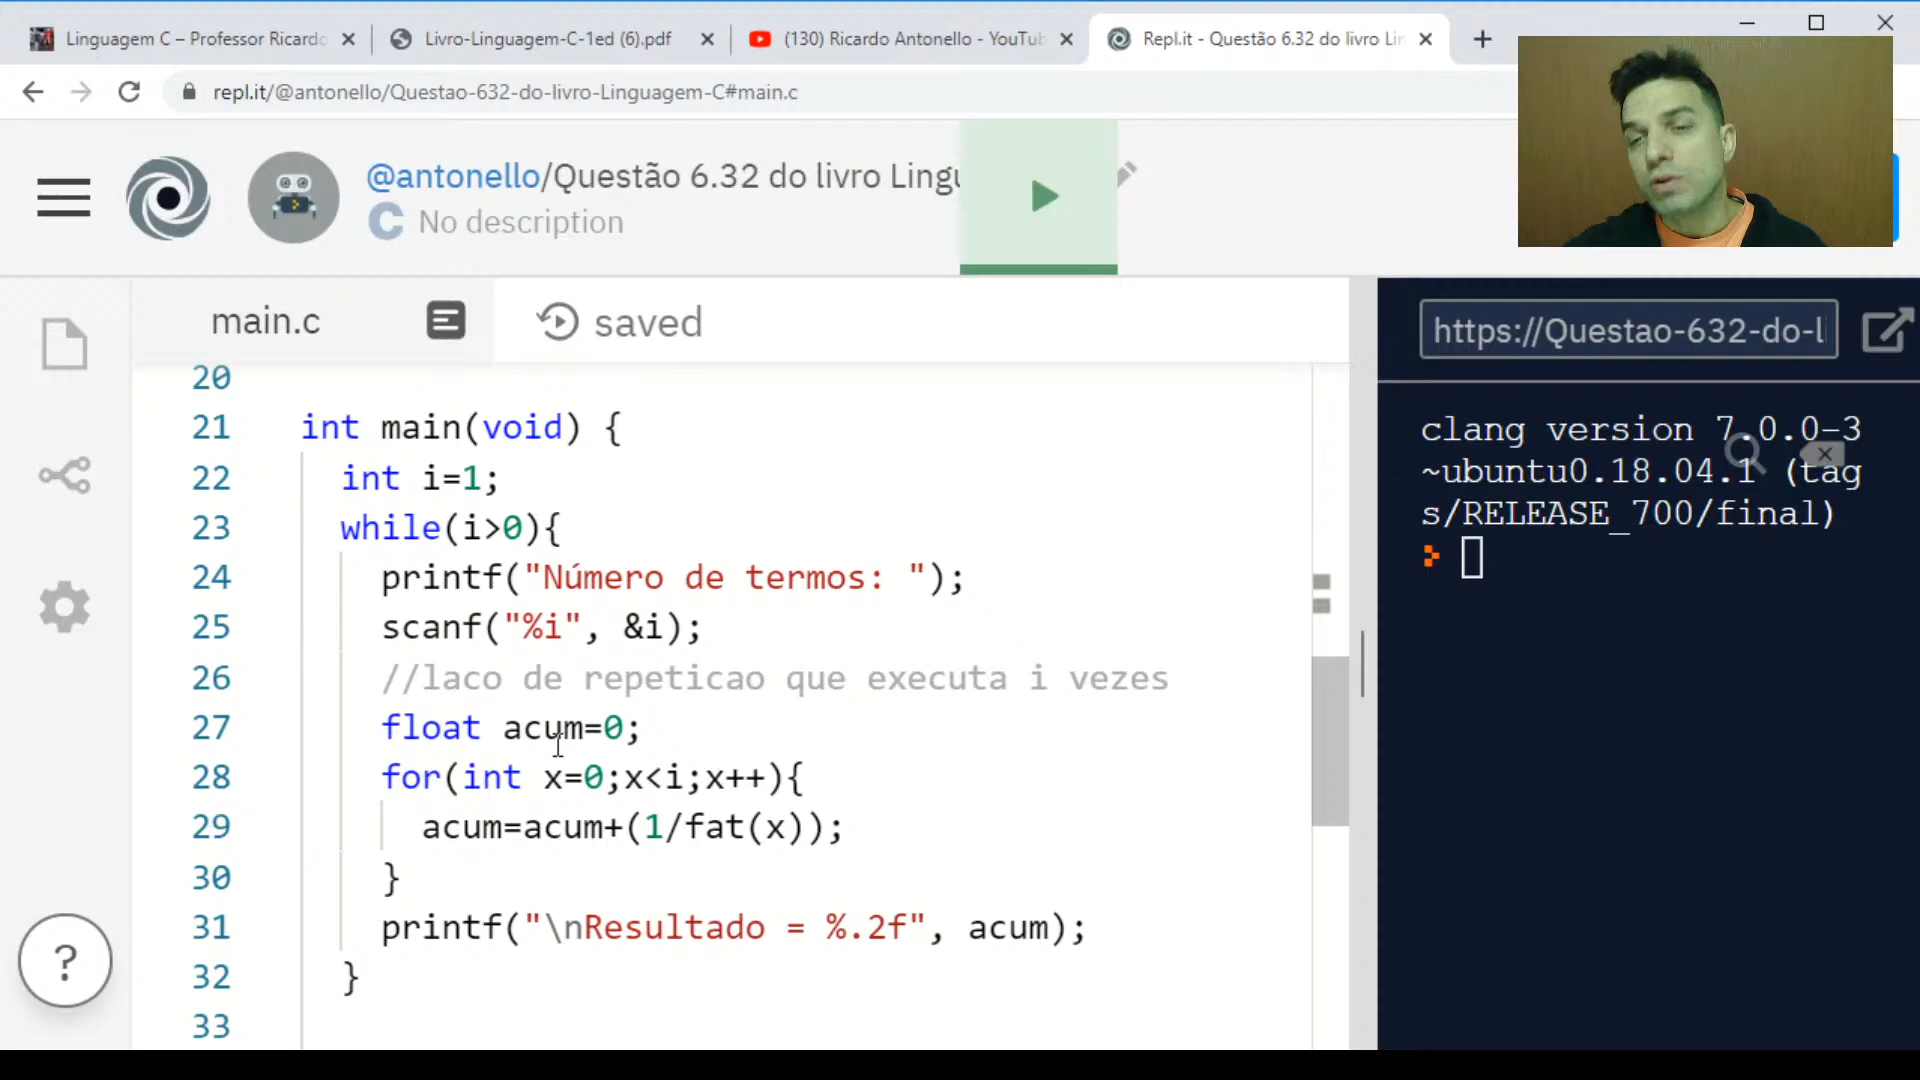 Linguagem C – Professor Ricardo
Livro-Linguagem-C-1ed (6).pdf
(130) Ricardo Antonello - YouTub
Repl.it - Questão 6.32 do livro Lin
repl.it/@antonello/Questao-632-do-livro-Linguagem-C#main.c
@antonello/Questão 6.32 do livro Lingu
C No description
main.c
saved
https://Questao-632-do-l
20
21 int main(void) {
22 int i=1;
23 while(i>0){
24 printf("Número de termos: ");
25 scanf("%i", &i);
26 //laco de repeticao que executa i vezes
27 float acum=0;
28 for(int x=0;x<i;x++){
29 acum=acum+(1/fat(x));
30 }
31 printf("\nResultado = %.2f", acum);
32 }
33
?
clang version 7.0.0-3
~ubuntu0.18.04.1 (tag
s/RELEASE_700/final)